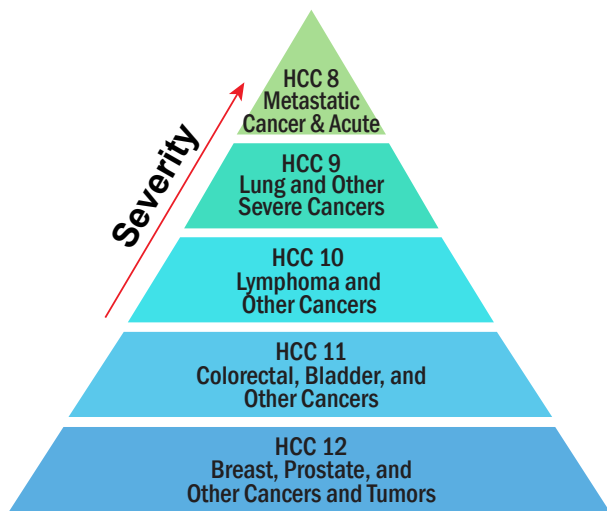 HCC 8
Metastatic
Cancer & Acute
Severity
HCC 9
Lung and Other
Severe Cancers
HCC 10
Lymphoma and
Other Cancers
HCC 11
Colorectal, Bladder, and
Other Cancers
HCC 12
Breast, Prostate, and
Other Cancers and Tumors